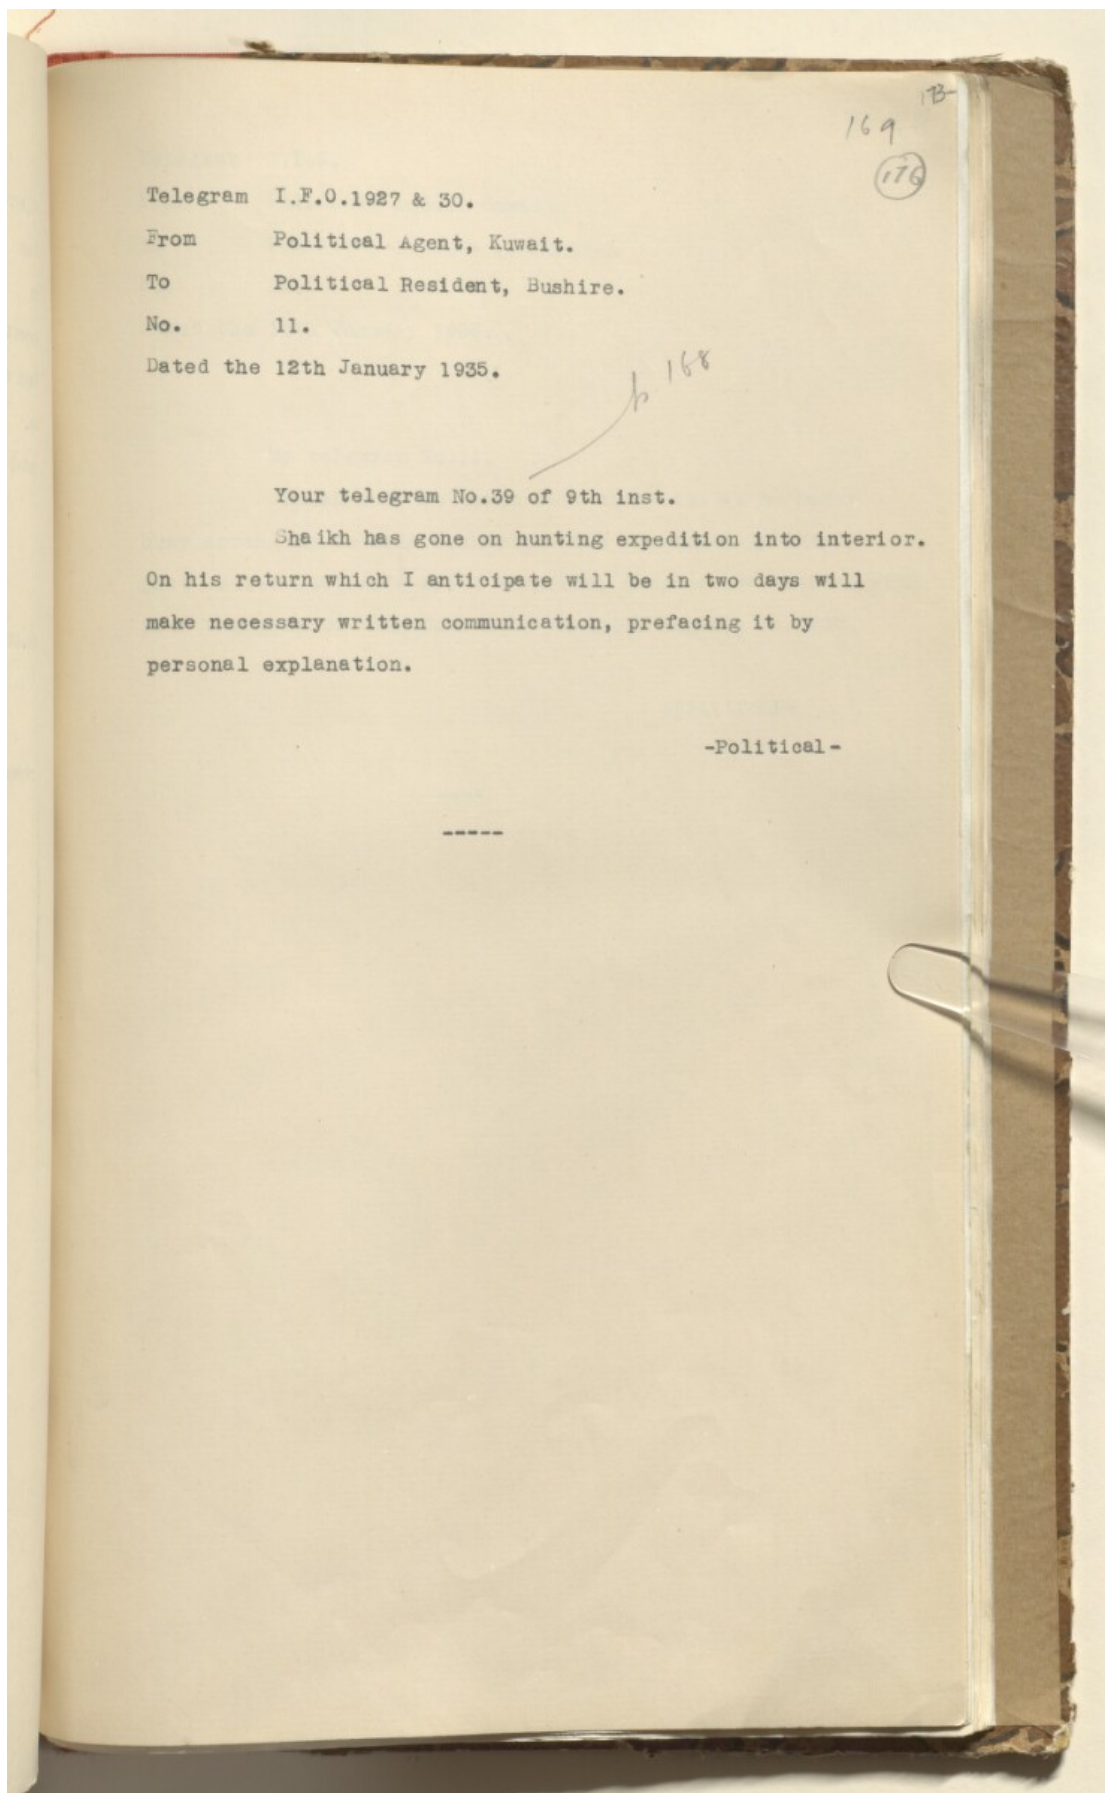 173
169
176
Telegram I.F.O.1927 & 30.
From Political Agent, Kuwait.
To Political Resident, Bushire.
No. 11.
Dated the 12th January 1935.
p 168
Your telegram No.39 of 9th inst.
Shaikh has gone on hunting expedition into interior.
On his return which I anticipate will be in two days will
make necessary written communication, prefacing it by
personal explanation.
-Political-
-----